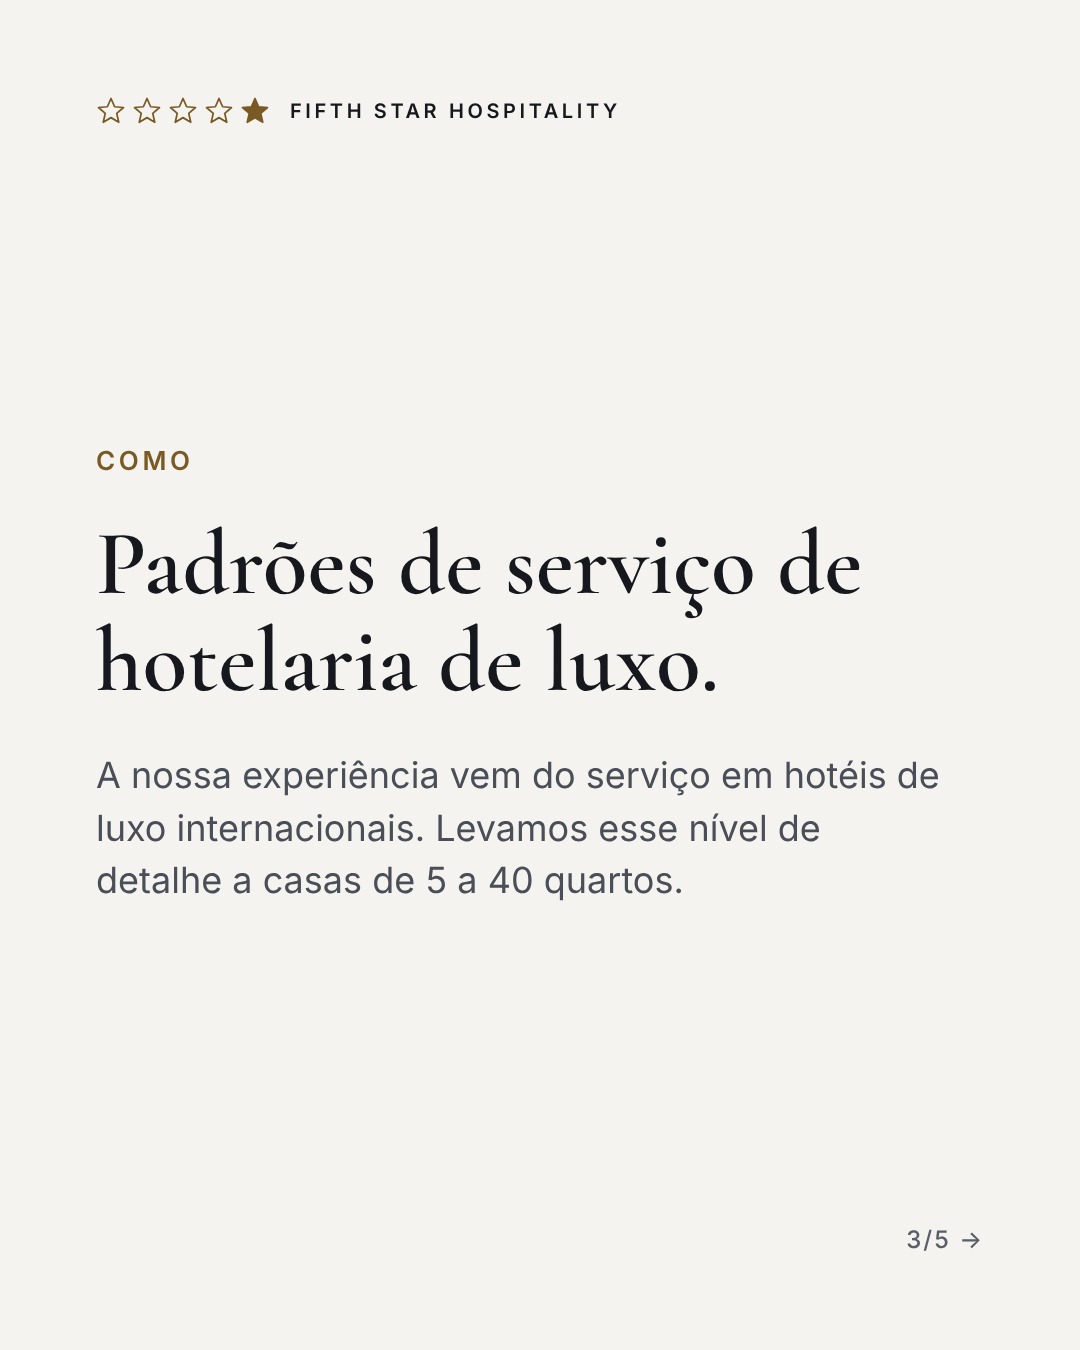 FIFTH STAR HOSPITALITY
COMO
Padrões de serviço de
hotelaria de luxo.
A nossa experiência vem do serviço em hotéis de
luxo internacionais. Levamos esse nível de
detalhe a casas de 5 a 40 quartos.
3/5 →